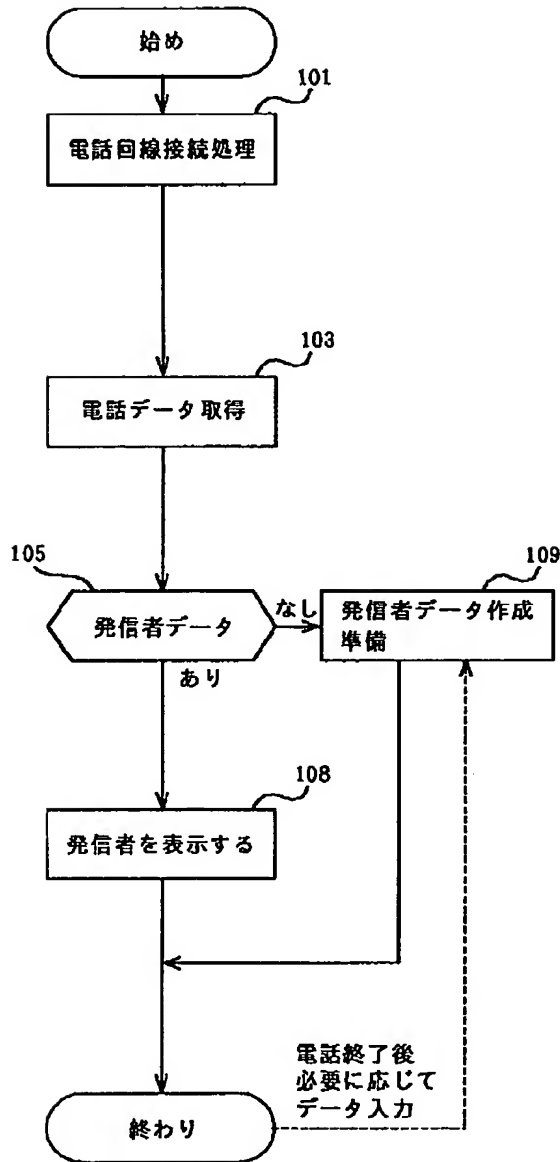 始め
101
電話回線接続処理
103
電話データ取得
105
発信者データ
なし
109
発信者データ作成
準備
あり
108
発信者を表示する
電話終了後
必要に応じて
データ入力
終わり